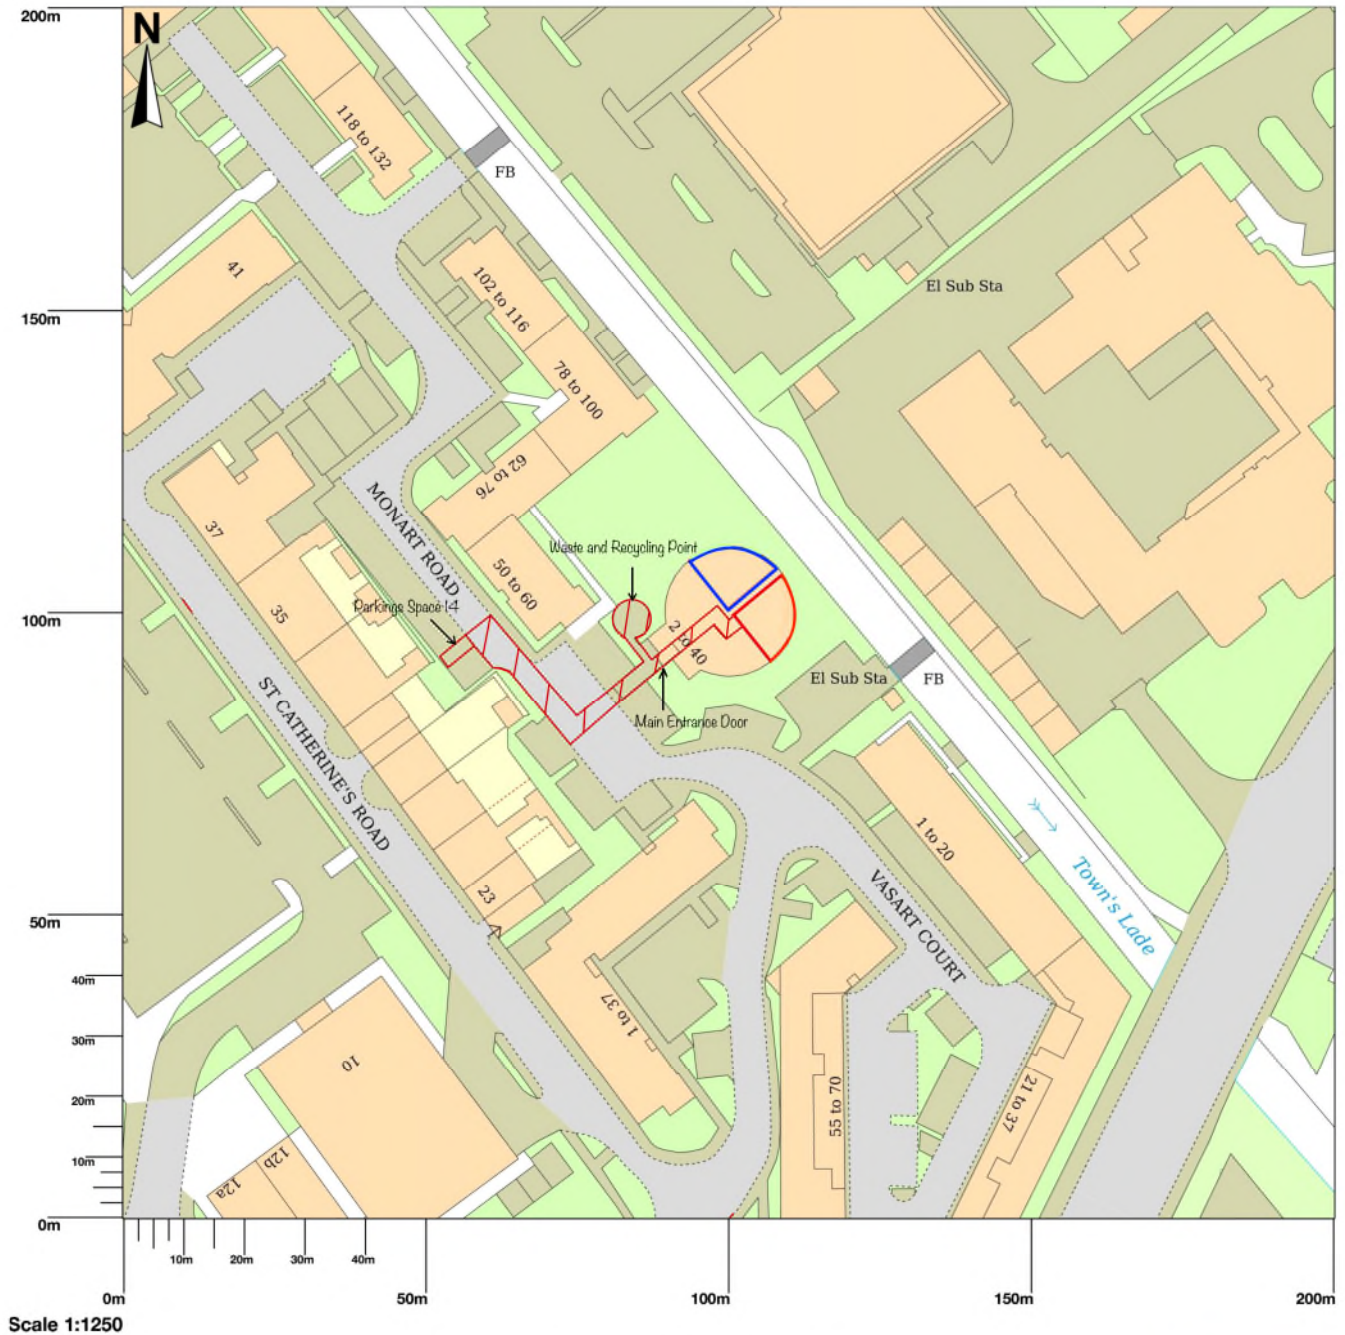 200m
N
118 to 132
FB
41
102 to 116
El Sub Sta
150m
78 to 100
62 to 76
37
MONART ROAD
Waste and Recycling Point
50 to 60
35
Parkings Space 14
100m
2 to 40
El Sub Sta
FB
Main Entrance Door
ST CATHERINE'S ROAD
1 to 20
Town's Lade
23
VASART COURT
50m
40m
1 to 37
30m
10
20m
55 to 70
21 to 37
10m
12b
12a
0m
10m
20m
30m
40m
0m
50m
100m
150m
200m
Scale 1:1250